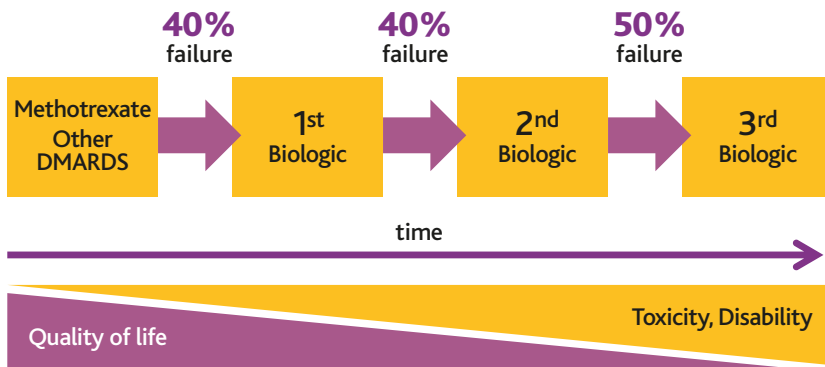 40%
failure
40%
failure
50%
failure
Methotrexate
Other
DMARDS
1st
Biologic
2nd
Biologic
3rd
Biologic
time
Quality of life
Toxicity, Disability